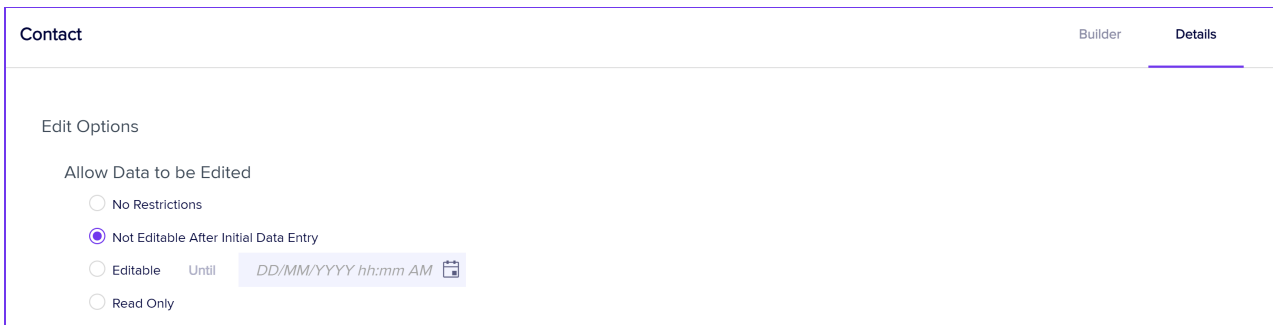 Contact
Builder
Details
Edit Options
Allow Data to be Edited
No Restrictions
Not Editable After Initial Data Entry
Editable Until DD/MM/YYYY hh:mm AM
Read Only